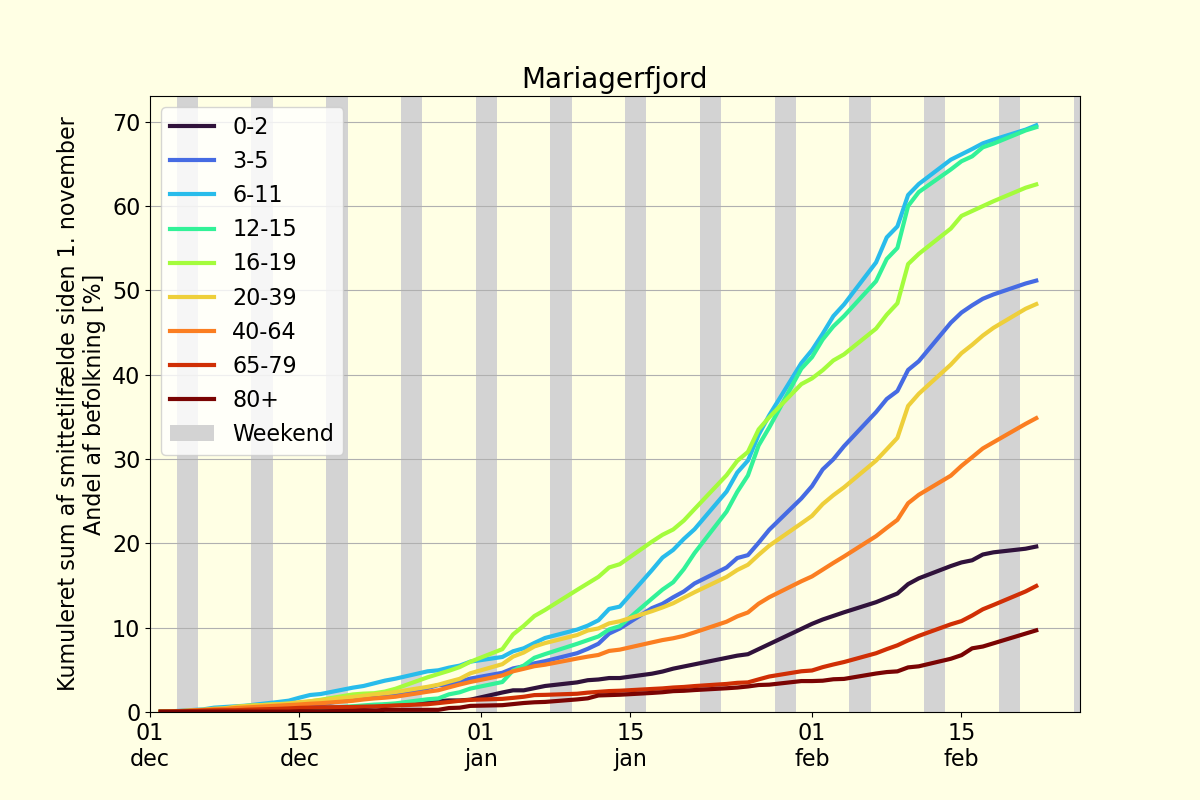 Mariagerfjord
Kumuleret sum af smittetilfælde siden 1. november
Andel af befolkning [%]
70
60
50
40
30
20
10
0
0-2
3-5
6-11
12-15
16-19
20-39
40-64
65-79
80+
Weekend
01
dec
15
dec
01
jan
15
jan
01
feb
15
feb